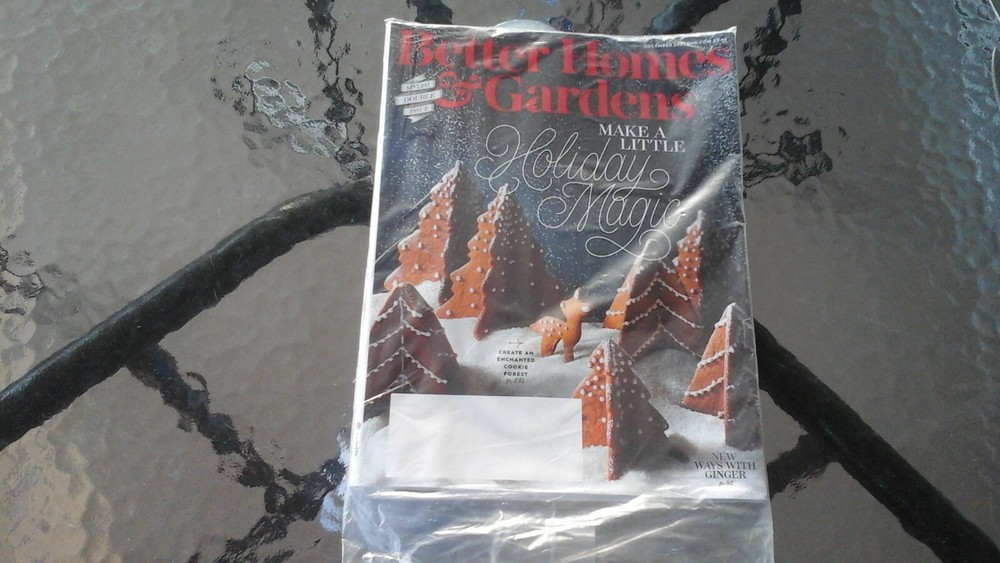 Better Homes
& Gardens
SPECIAL
DOUBLE
ISSUE
MAKE A
LITTLE
Holiday
Magic
CREATE AN
ENCHANTED
COOKIE
FOREST
NEW
WAYS WITH
GINGER